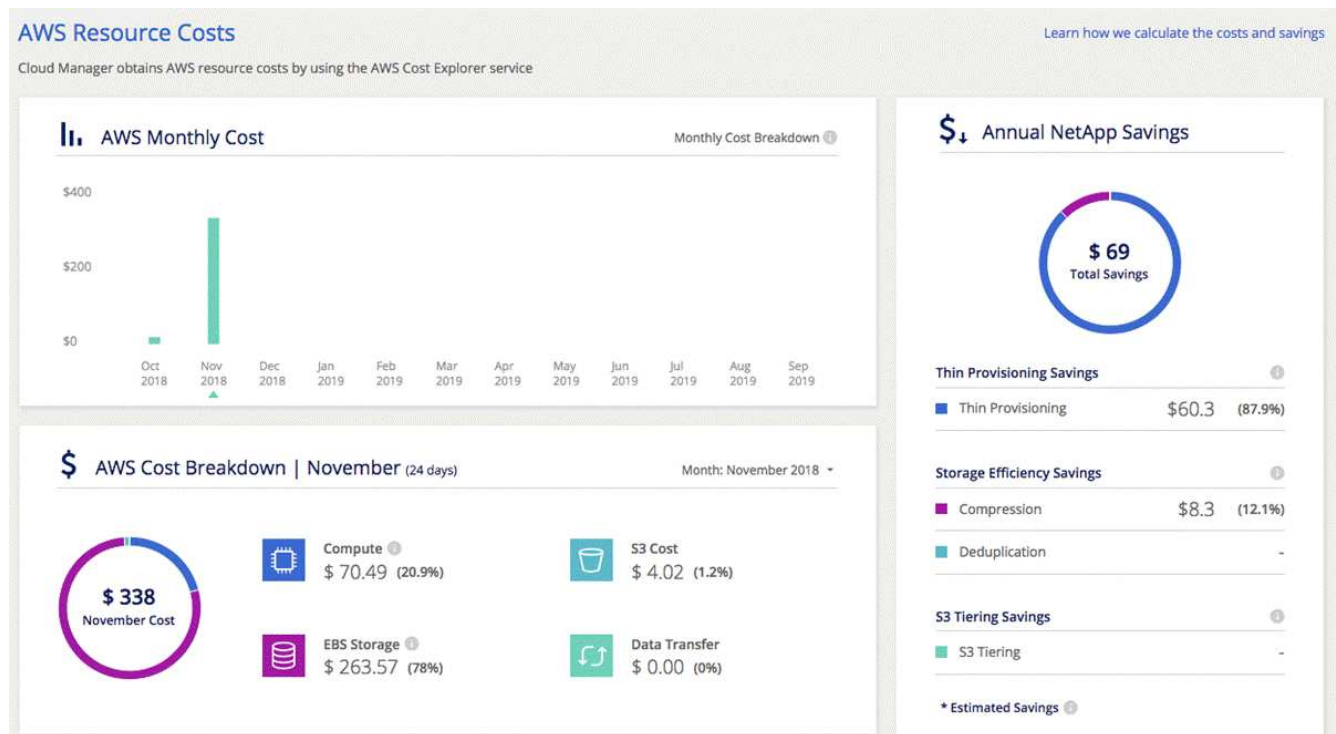 AWS Resource Costs
Learn how we calculate the costs and savings
Cloud Manager obtains AWS resource costs by using the AWS Cost Explorer service
AWS Monthly Cost
Monthly Cost Breakdown
$400
$200
$0
Oct Nov Dec Jan Feb Mar Apr May Jun Jul Aug Sep
2018 2018 2018 2019 2019 2019 2019 2019 2019 2019 2019 2019
AWS Cost Breakdown | November (24 days)
Month: November 2018
$ 338
November Cost
Compute
$ 70.49 (20.9%)
S3 Cost
$ 4.02 (1.2%)
EBS Storage
$ 263.57 (78%)
Data Transfer
$ 0.00 (0%)
Annual NetApp Savings
$ 69
Total Savings
Thin Provisioning Savings
Thin Provisioning $60.3 (87.9%)
Storage Efficiency Savings
Compression $8.3 (12.1%)
Deduplication -
S3 Tiering Savings
S3 Tiering -
* Estimated Savings